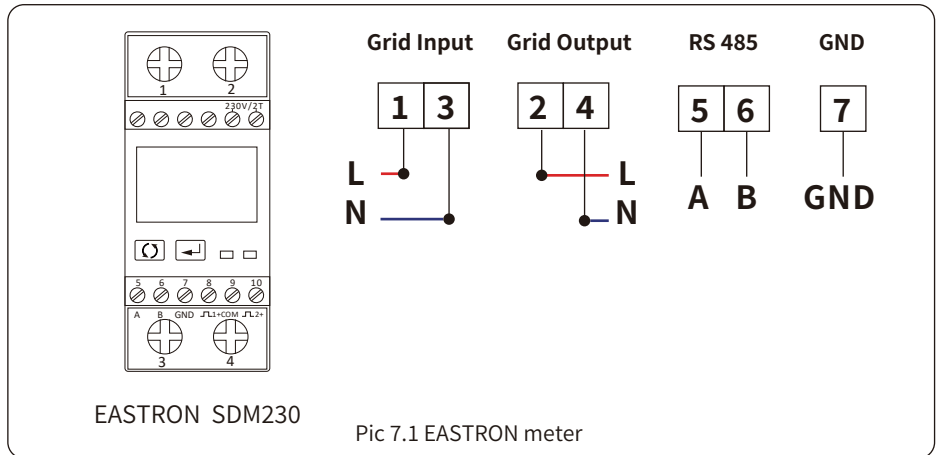 Grid Input Grid Output RS 485 GND
1 2
230V/2T
1 3 2 4 5 6 7
L L
N N
A B GND
5 6 7 8 9 10
A B GND 1+COM 2+
3 4
EASTRON SDM230
Pic 7.1 EASTRON meter